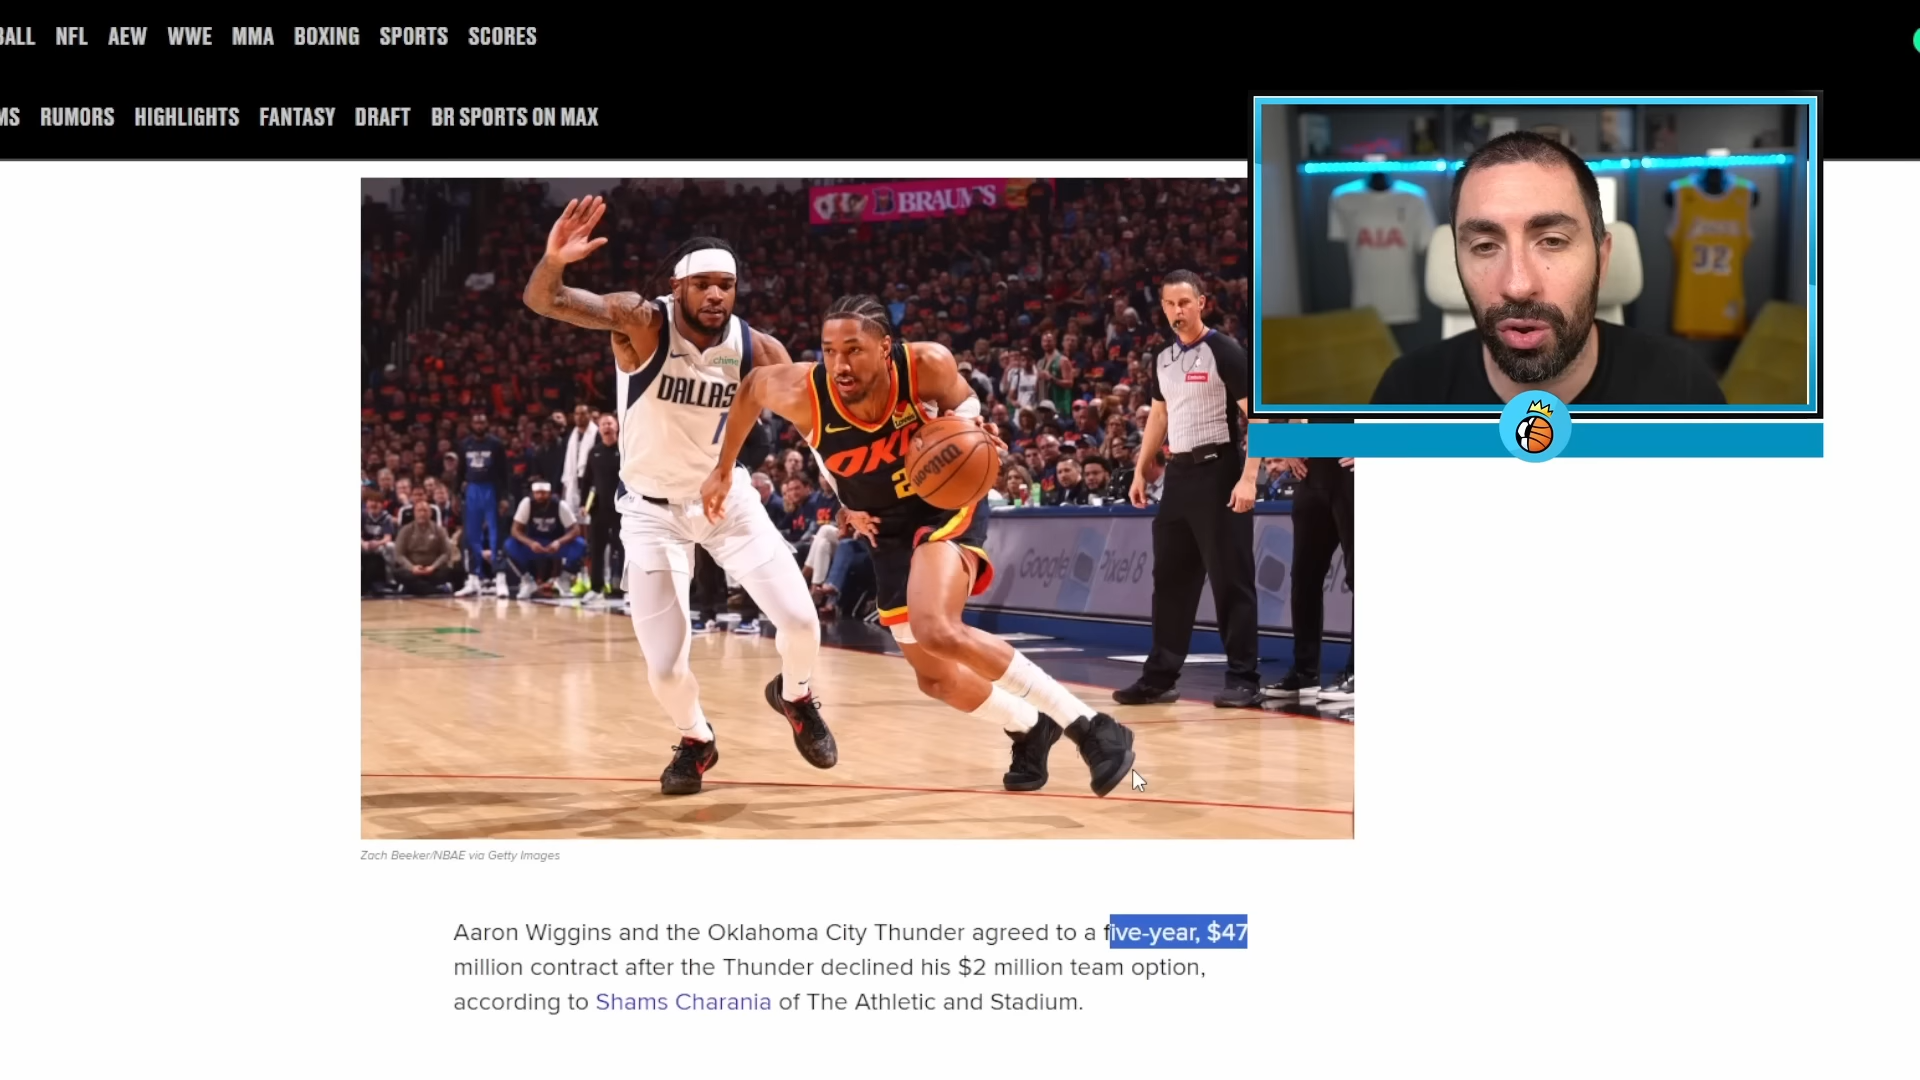 BALL NFL AEW WWE MMA BOXING SPORTS SCORES
MS RUMORS HIGHLIGHTS FANTASY DRAFT BR SPORTS ON MAX
BRAUM'S
AIA
32
chime
DALLAS
OKC
Wilson
2
Google Pixel 8
Zach Beeker/NBAE via Getty Images
Aaron Wiggins and the Oklahoma City Thunder agreed to a five-year, $47
million contract after the Thunder declined his $2 million team option,
according to Shams Charania of The Athletic and Stadium.